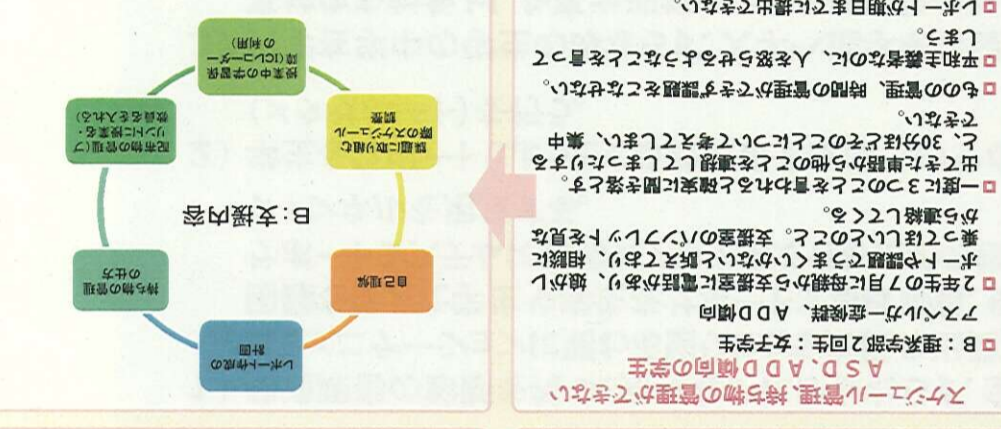 スケジュール管理、持ち物の管理ができない
ASD、ADD傾向の学生
B:理系学部2回生:女子学生
アスペルガー症候群、ADD傾向
2年生の7月に母親から支援室に電話があり、娘がレ
ポートや課題でうまくいかないと訴えており、相談に
乗ってほしいとのこと。支援室のパンフレットを見な
がら連絡してくる。
一度に3つのことを言われると確実に聞き落とす。
出てきた単語から他のことを連想してしまったりする
と、30分ほどそのことについて考えてしまい、集中
できない。
ものの管理、時間の管理ができず課題をこなせない。
平和主義者なのに、人を怒らせるようなことを言って
しまう。
レポートが期日までに提出できない。
B:支援内容
レポート作成の
計画
持ち物の管理
の仕方
配布物の管理(プ
リントに授業名・
教員名を入れる)
授業中の学習保
障(ICレコーダー
の利用)
課題に取り組む
際のスケジュール
調整
自己理解